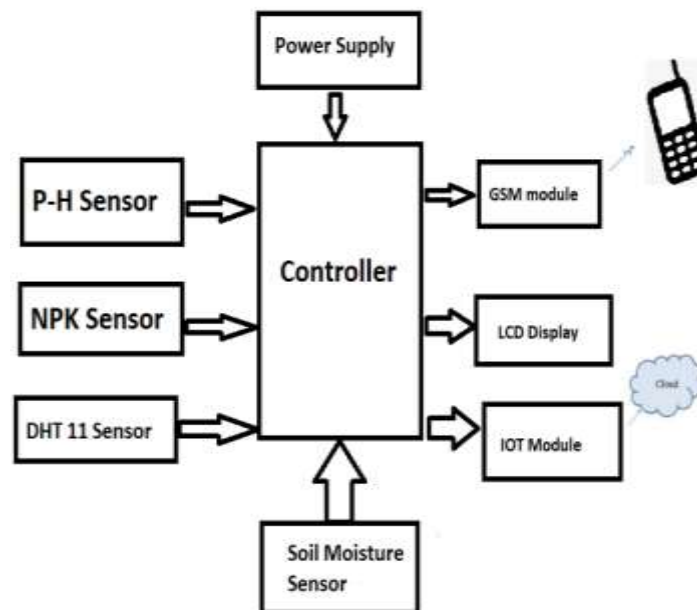 Power Supply
P-H Sensor
GSM module
Controller
NPK Sensor
LCD Display
Cloud
DHT 11 Sensor
IOT Module
Soil Moisture
Sensor